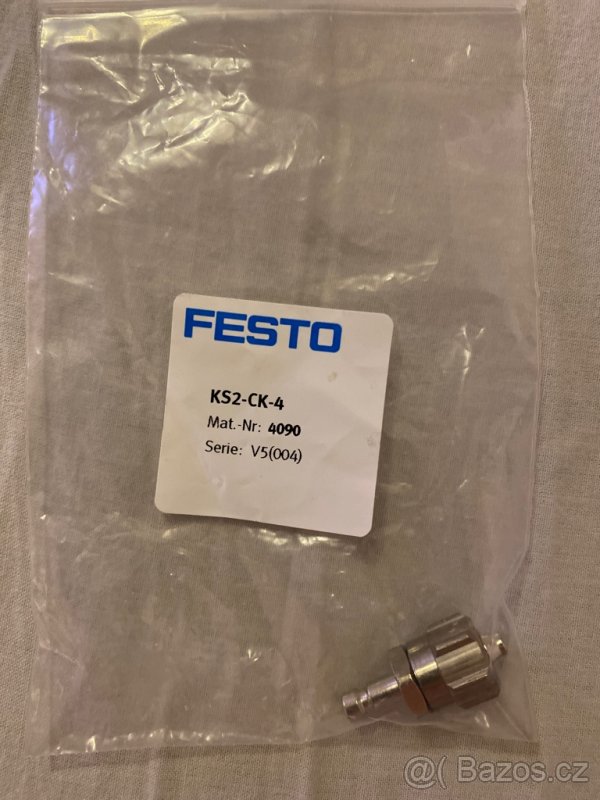 FESTO
KS2-CK-4
Mat.-Nr: 4090
Serie: V5(004)
@( Bazos.cz